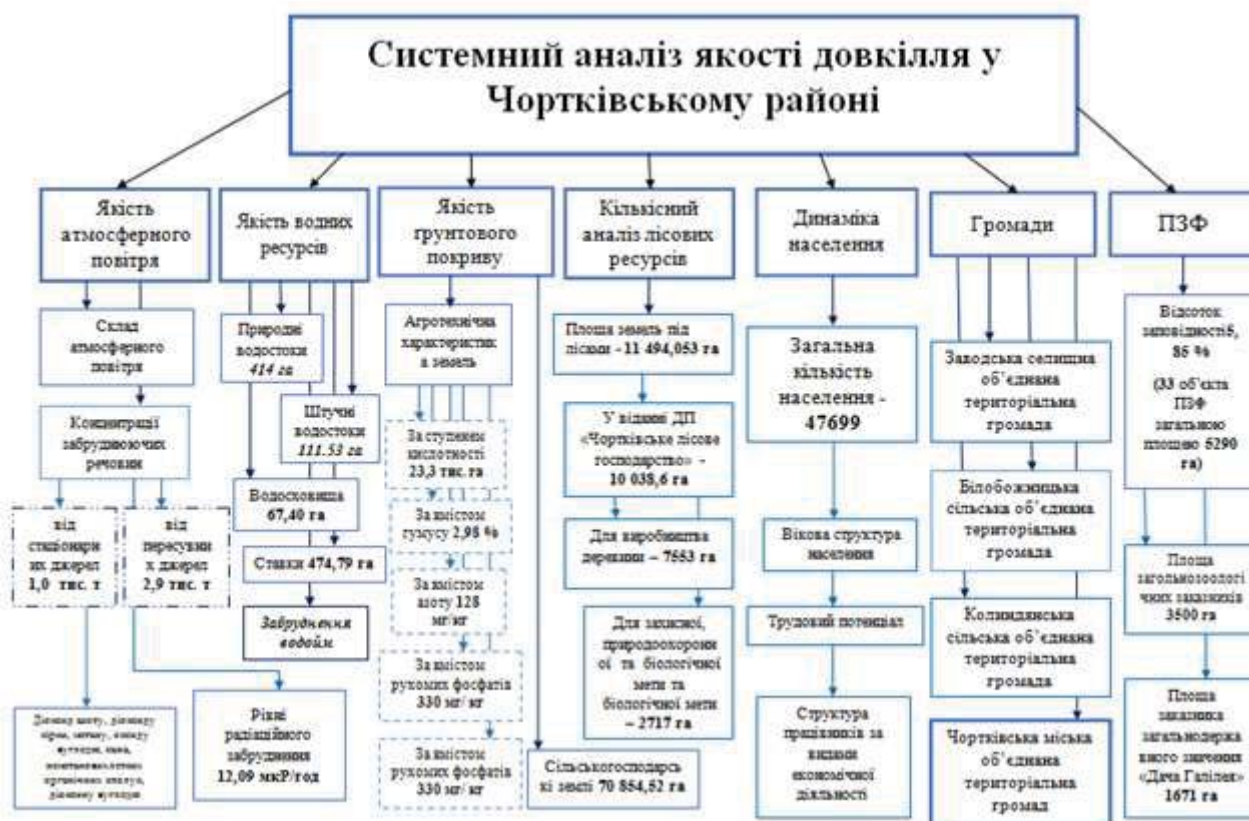 Системний аналіз якості довкілля у
Чортківському районі
Якість
атмосферного
повітря
Склад
атмосферного
повітря
Концентрації
забруднюючих
речовин
від
стаціонарн
их джерел
1,0 тис. т
від
пересувни
х джерел
2,9 тис. т
вуглецю, сажа,
Рівні
радіаційного
забруднення
12,09 мкР/год
Якість водних
ресурсів
Природні
водостоки
414 га
Штучні
водостоки
111.53 га
Водосховища
67,40 га
Ставки 474,79 га
Забруднення
водойм
Якість
ґрунтового
покриву
Агротехнічна
характеристик
а земель
За ступенем
кислотності
23,3 тис. га
За вмістом
гумусу 2,98 %
За вмістом
азоту 128
мг/кг
За вмістом
рухомих фосфатів
330 мг/ кг
За вмістом
рухомих фосфатів
330 мг/ кг
Сільськогосподарсь
кі землі 70 854,52 га
Кількісний
аналіз лісових
ресурсів
Площа земель під
лісами - 11 494,053 га
У віданні ДП
«Чортківське лісове
господарство» -
10 038,6 га
Для виробництва
деревини – 7553 га
Для захисної,
природоохорон
ої та біологічної
мети та
біологічної мети
– 2717 га
Динаміка
населення
Загальна
кількість
населення -
47699
Вікова структура
населення
Трудовий потенціал
Структура
працівників за
видами
економічної
діяльності
Громади
Заводська селищна
об’єднана
територіальна
громада
Білобожницька
сільська об’єднана
територіальна
громада
Колиндянська
сільська об’єднана
територіальна
громада
Чортківська міська
об’єднана
територіальна
громад
ПЗФ
Відсоток
заповідності5,
85 %
(33 об’єкта
ПЗФ
загальною
площею 5290
га)
Площа
загальнозоологі
чних заказників
3500 га
Площа
заказника
загальнодержа
вного значення
«Дача Галілея»
1671 га